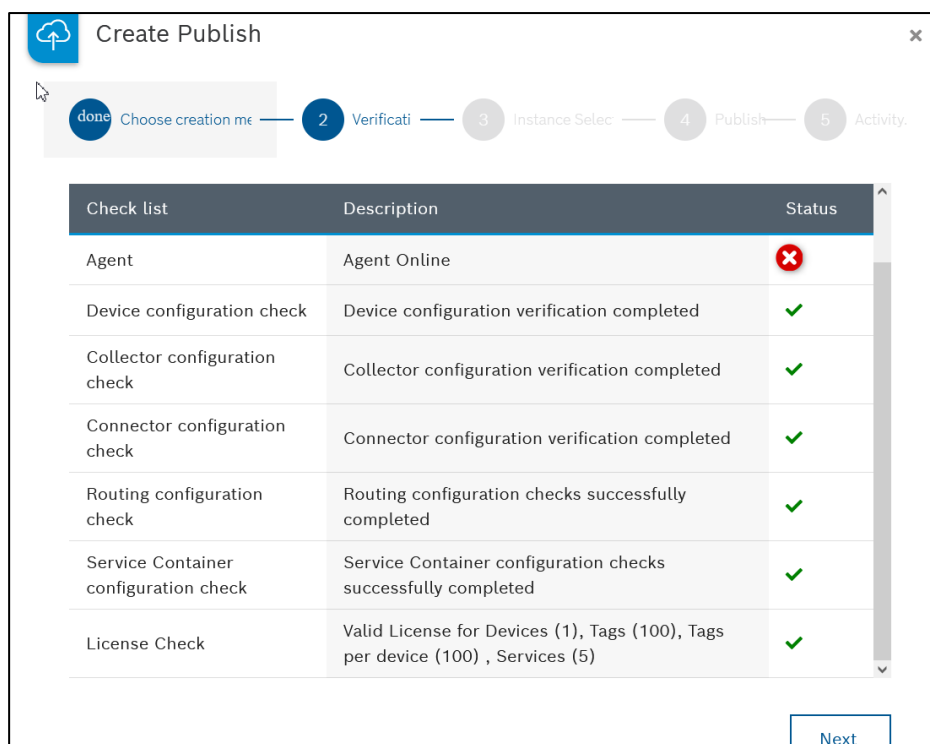 Create Publish
done Choose creation me 2 Verificati 3 Instance Selec 4 Publish 5 Activity.
Check list Description Status
Agent Agent Online
Device configuration check Device configuration verification completed
Collector configuration
check
Collector configuration verification completed
Connector configuration
check
Connector configuration verification completed
Routing configuration
check
Routing configuration checks successfully
completed
Service Container
configuration check
Service Container configuration checks
successfully completed
License Check
Valid License for Devices (1), Tags (100), Tags
per device (100) , Services (5)
Next